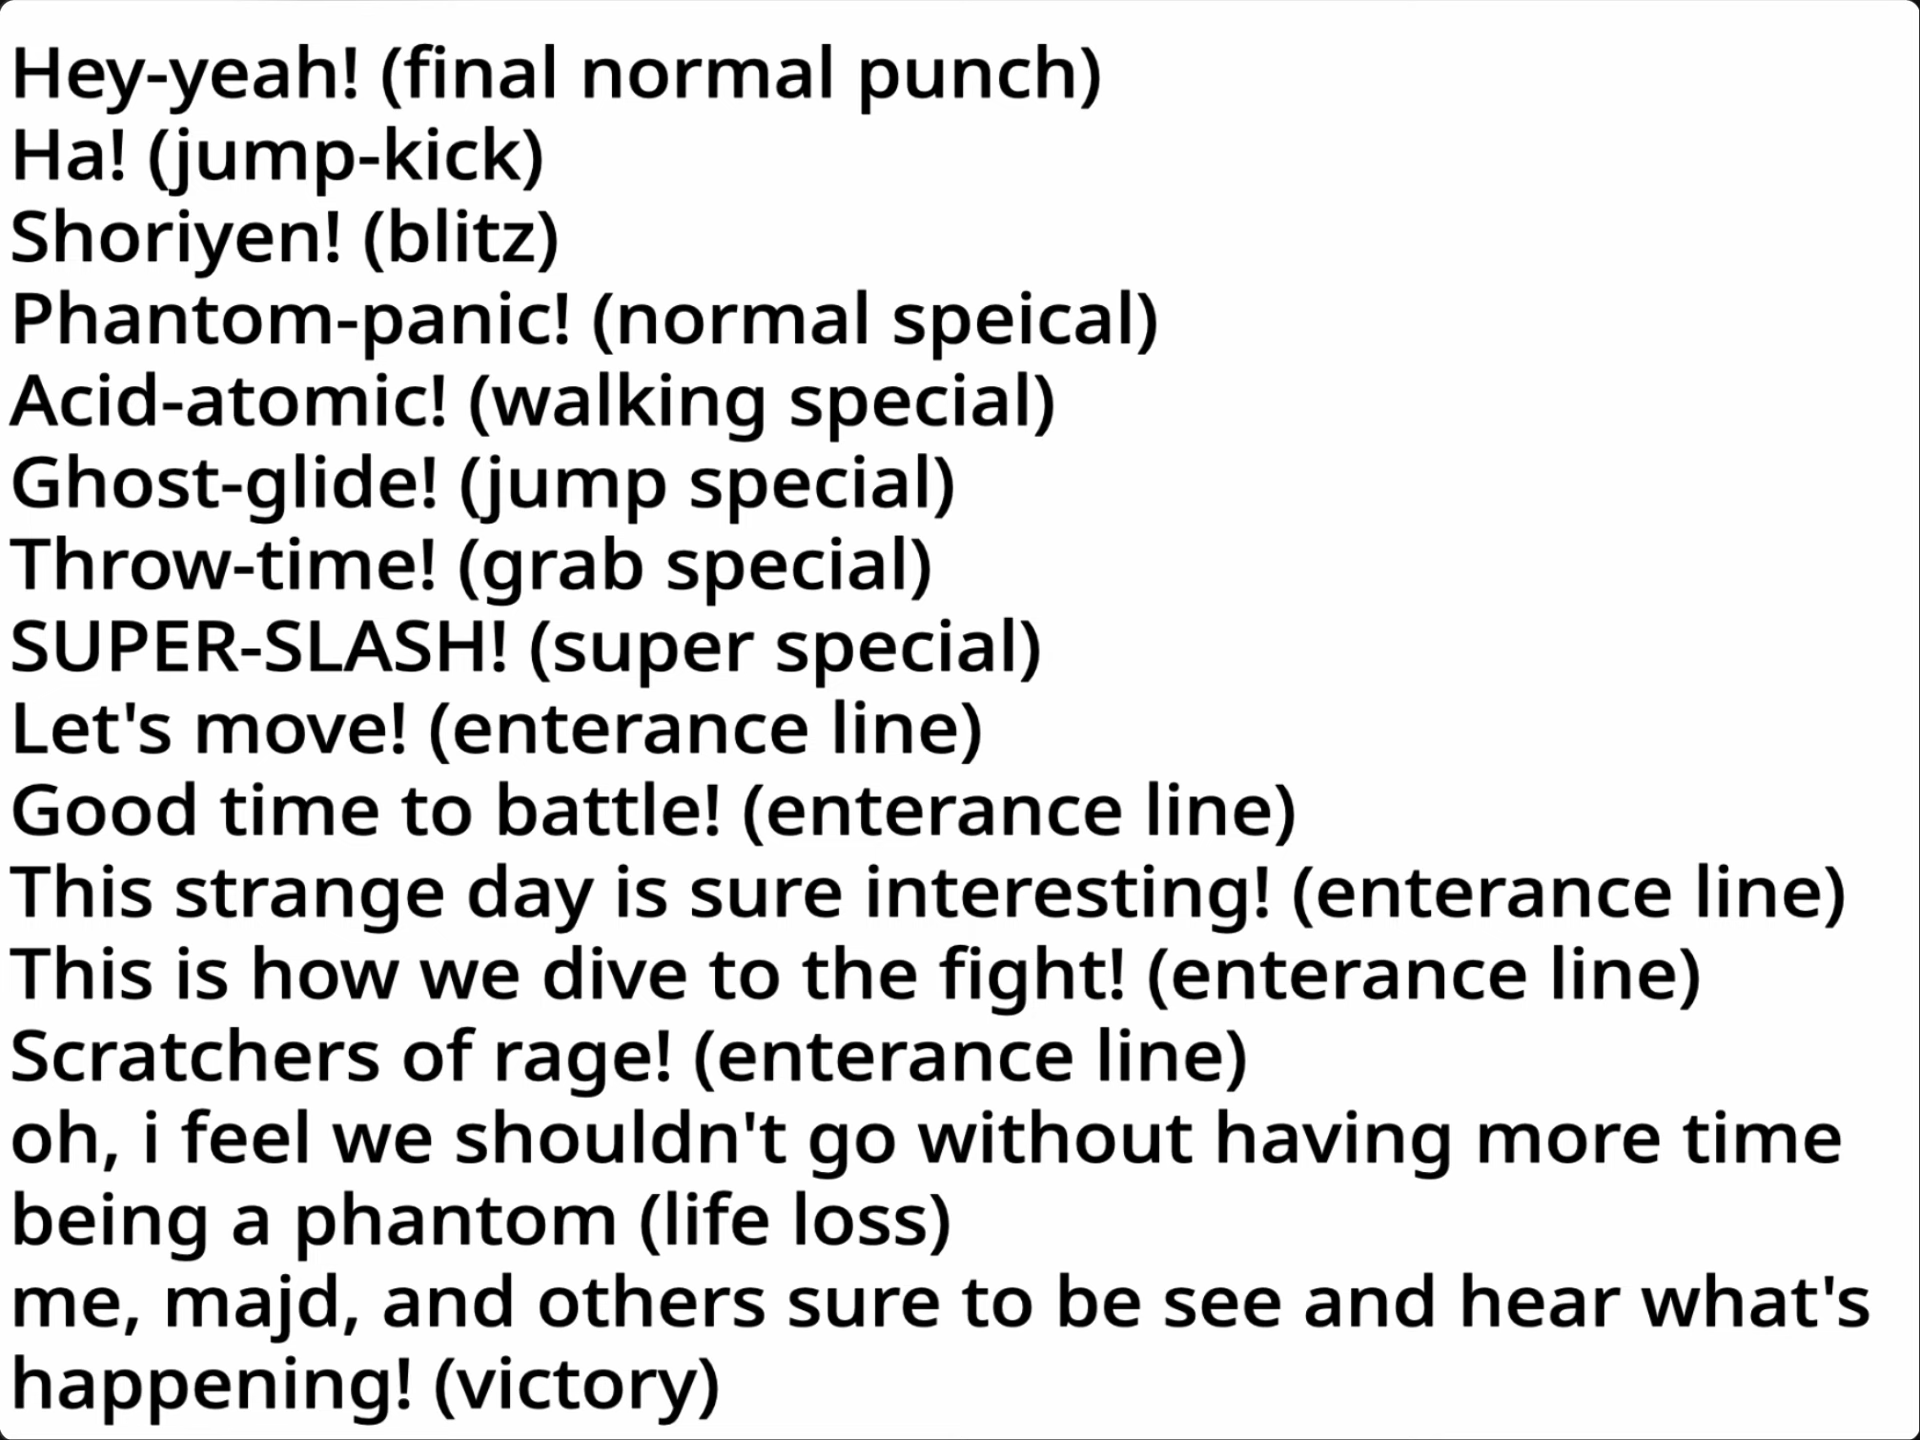 Hey-yeah! (final normal punch)
Ha! (jump-kick)
Shoriyen! (blitz)
Phantom-panic! (normal speical)
Acid-atomic! (walking special)
Ghost-glide! (jump special)
Throw-time! (grab special)
SUPER-SLASH! (super special)
Let's move! (enterance line)
Good time to battle! (enterance line)
This strange day is sure interesting! (enterance line)
This is how we dive to the fight! (enterance line)
Scratchers of rage! (enterance line)
oh, i feel we shouldn't go without having more time
being a phantom (life loss)
me, majd, and others sure to be see and hear what's
happening! (victory)